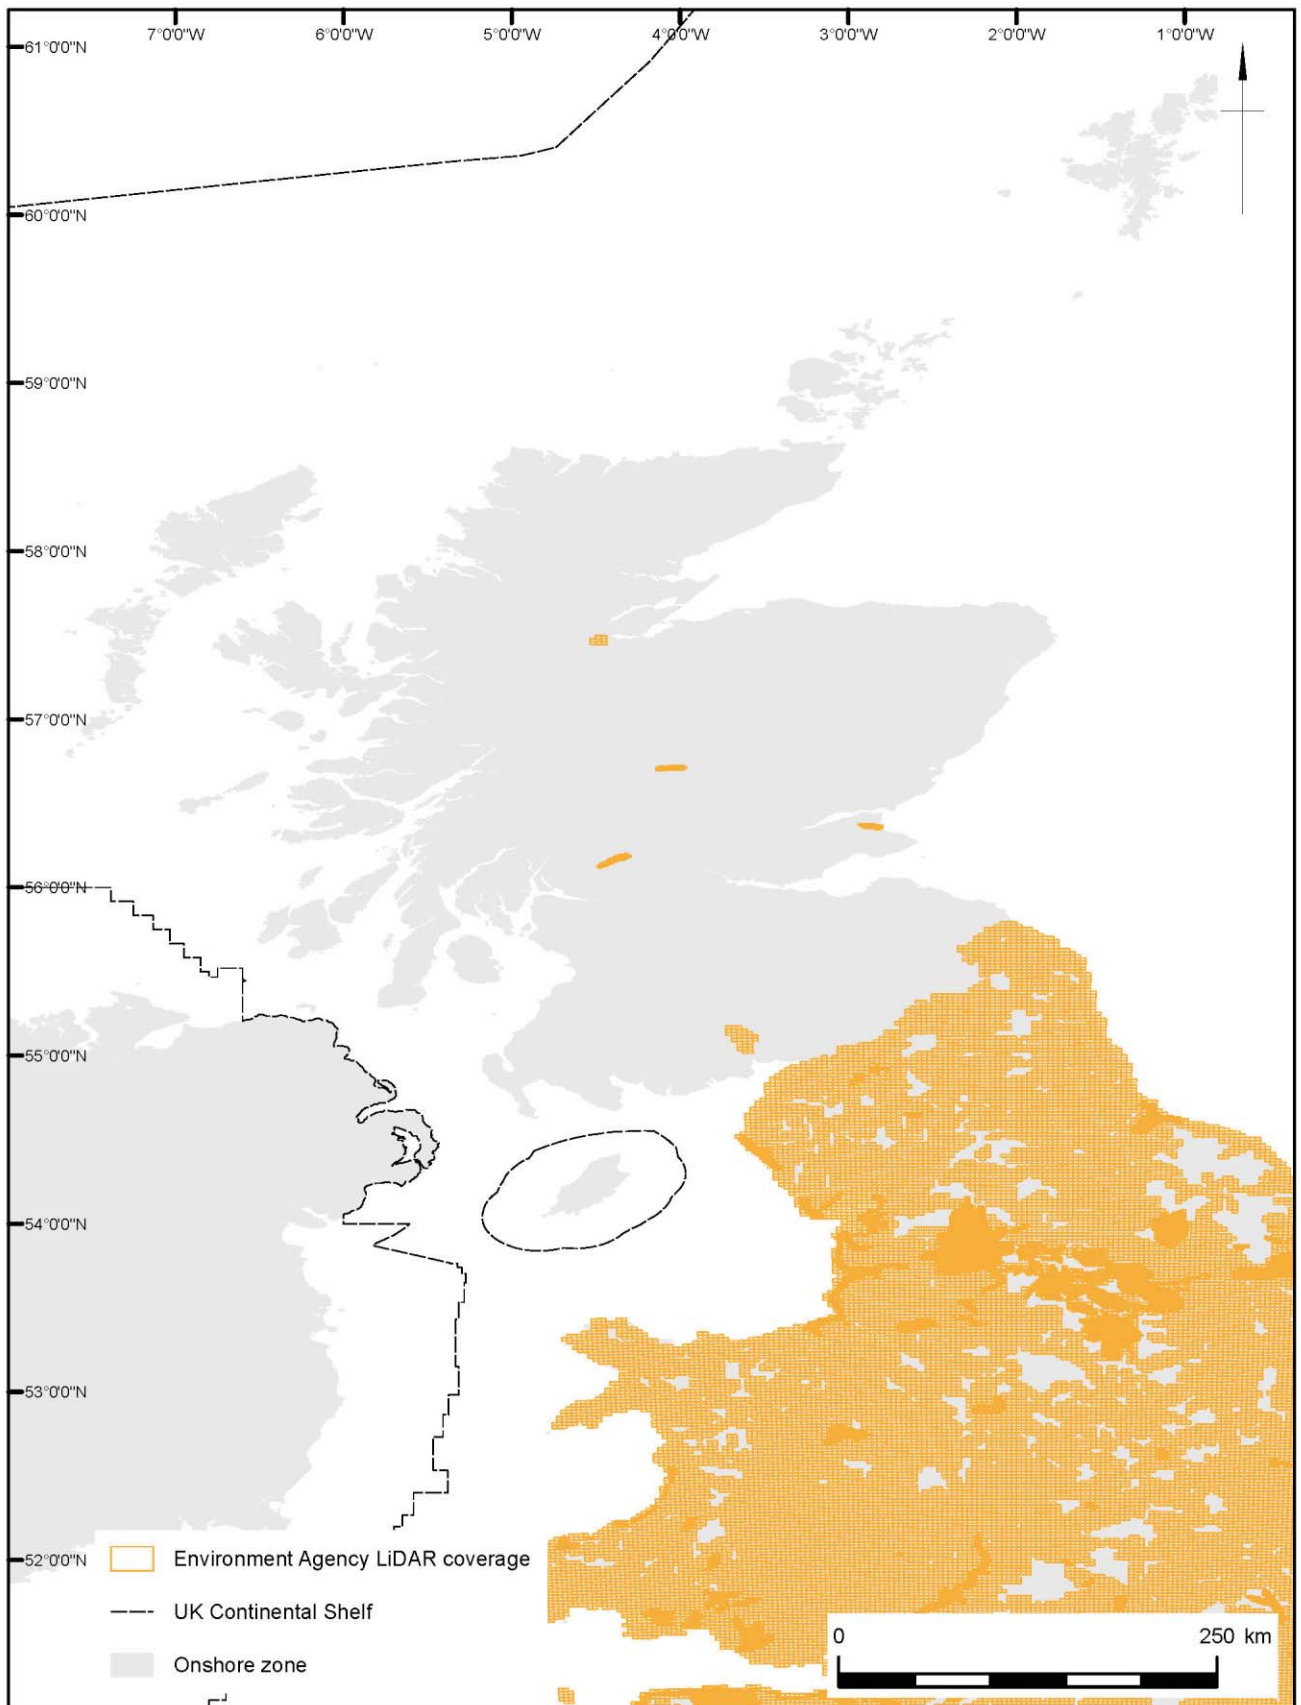 7°0'0"W 6°0'0"W 5°0'0"W 4°0'0"W 3°0'0"W 2°0'0"W 1°0'0"W
61°0'0"N
60°0'0"N
59°0'0"N
58°0'0"N
57°0'0"N
56°0'0"N
55°0'0"N
54°0'0"N
53°0'0"N
52°0'0"N
Environment Agency LiDAR coverage
UK Continental Shelf
Onshore zone
0 250 km